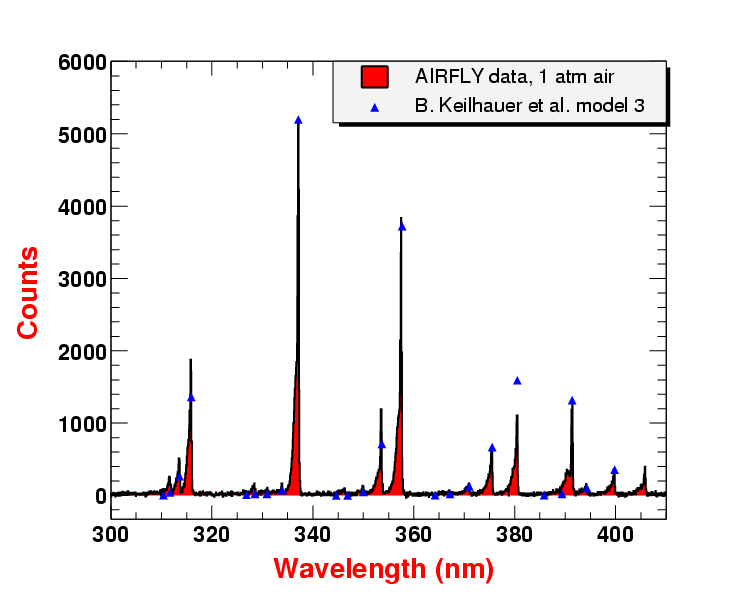 AIRFLY data, 1 atm air
B. Keilhauer et al. model 3
6000
5000
4000
3000
2000
1000
0
Counts
300 320 340 360 380 400
Wavelength (nm)